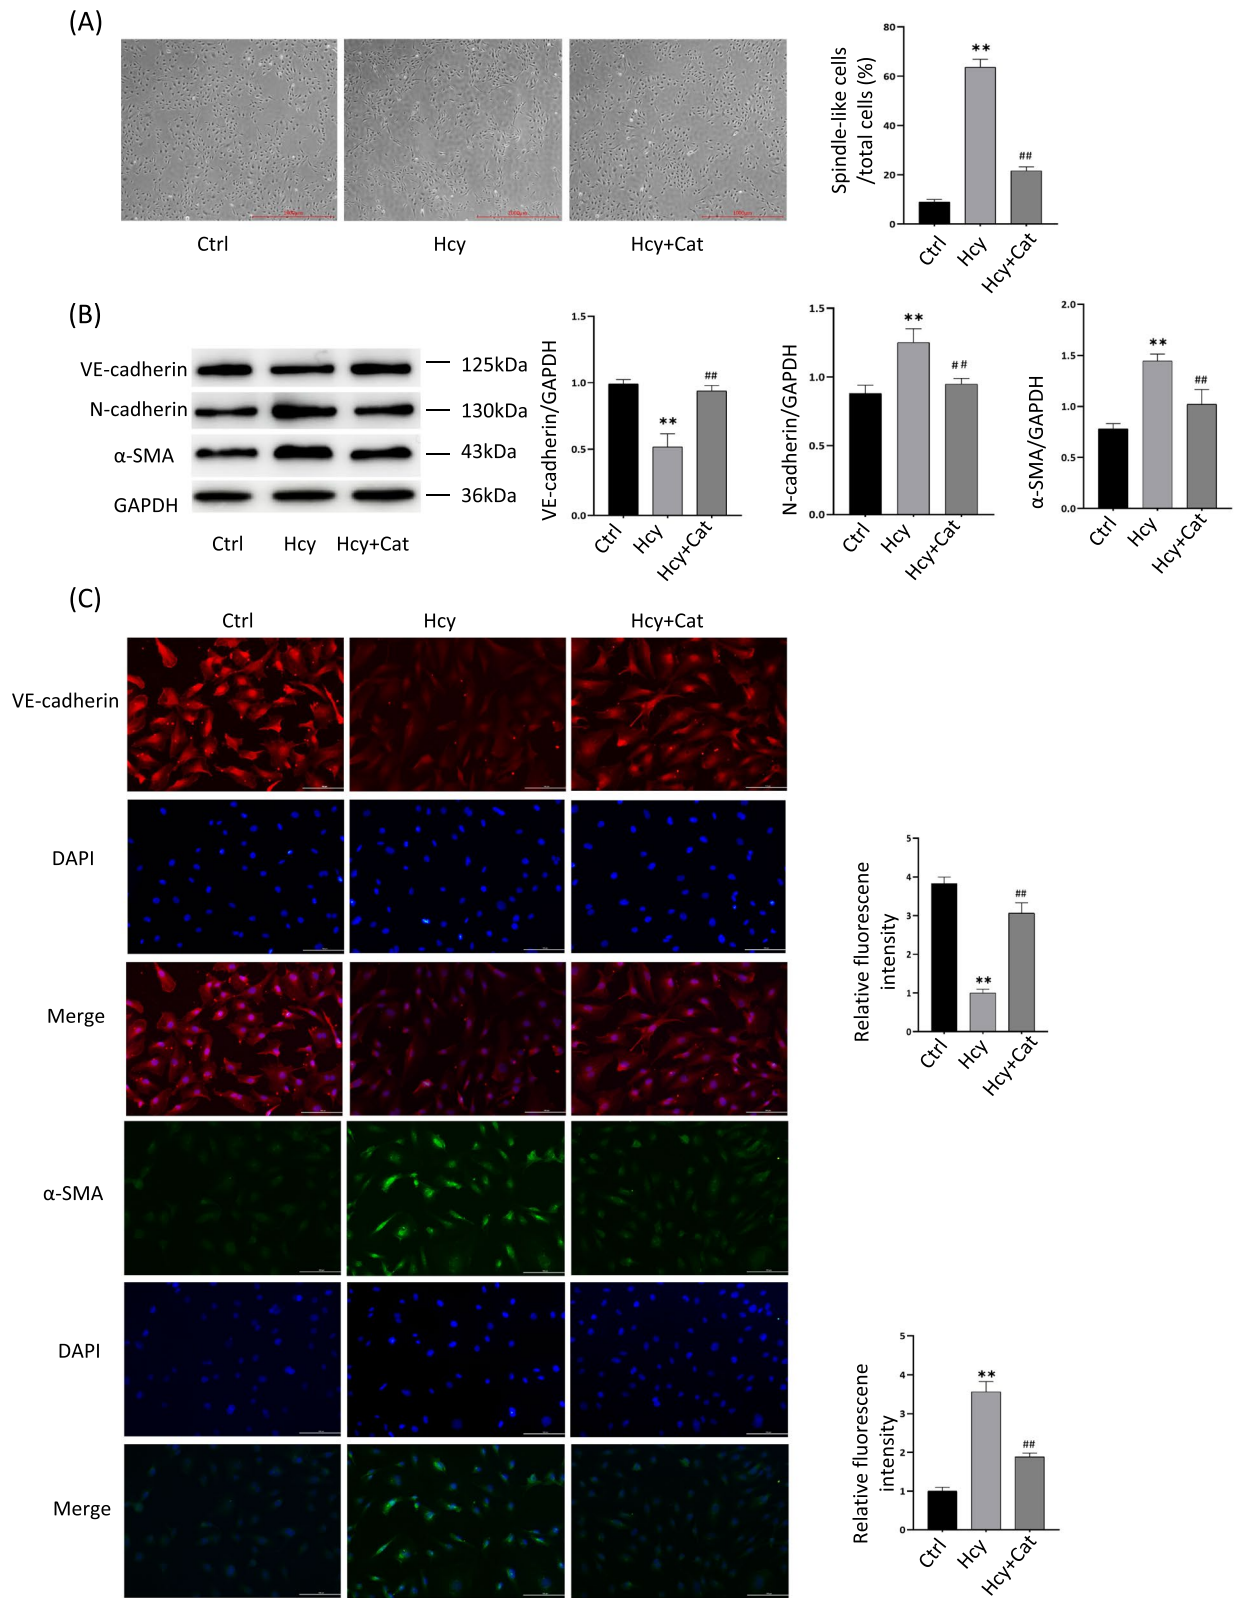 (A)
Ctrl
Hcy
Hcy+Cat
1000μm
1000μm
1000μm
Spindle-like cells
/total cells (%)
80
60
40
20
0
**
##
Ctrl
Hcy
Hcy+Cat
(B)
VE-cadherin
125kDa
N-cadherin
130kDa
α-SMA
43kDa
GAPDH
36kDa
Ctrl
Hcy
Hcy+Cat
VE-cadherin/GAPDH
1.5
1.0
0.5
0.0
**
##
Ctrl
Hcy
Hcy+Cat
N-cadherin/GAPDH
1.5
1.0
0.5
0.0
**
##
Ctrl
Hcy
Hcy+Cat
α-SMA/GAPDH
2.0
1.5
1.0
0.5
0.0
**
##
Ctrl
Hcy
Hcy+Cat
(C)
Ctrl
Hcy
Hcy+Cat
VE-cadherin
DAPI
Merge
α-SMA
DAPI
Merge
Relative fluorescene
intensity
5
4
3
2
1
0
**
##
Ctrl
Hcy
Hcy+Cat
Relative fluorescene
intensity
5
4
3
2
1
0
**
##
Ctrl
Hcy
Hcy+Cat